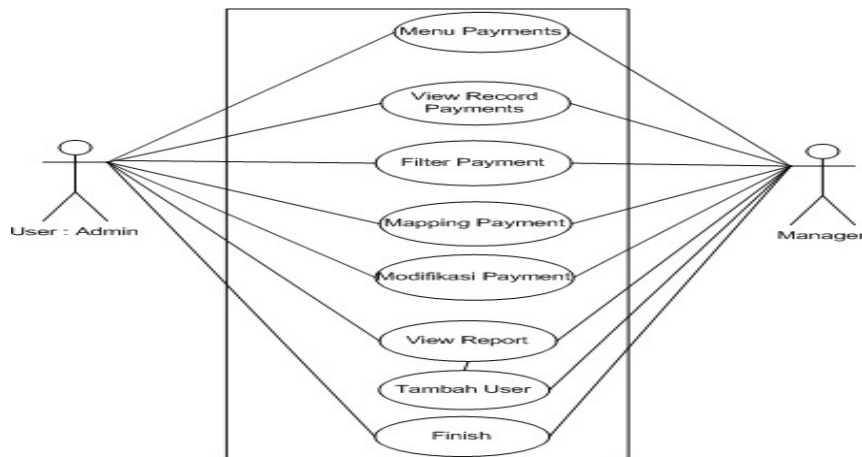 Menu Payments
View Record
Payments
Filter Payment
Mapping Payment
Modifikasi Payment
View Report
Tambah User
Finish
User : Admin
Manager